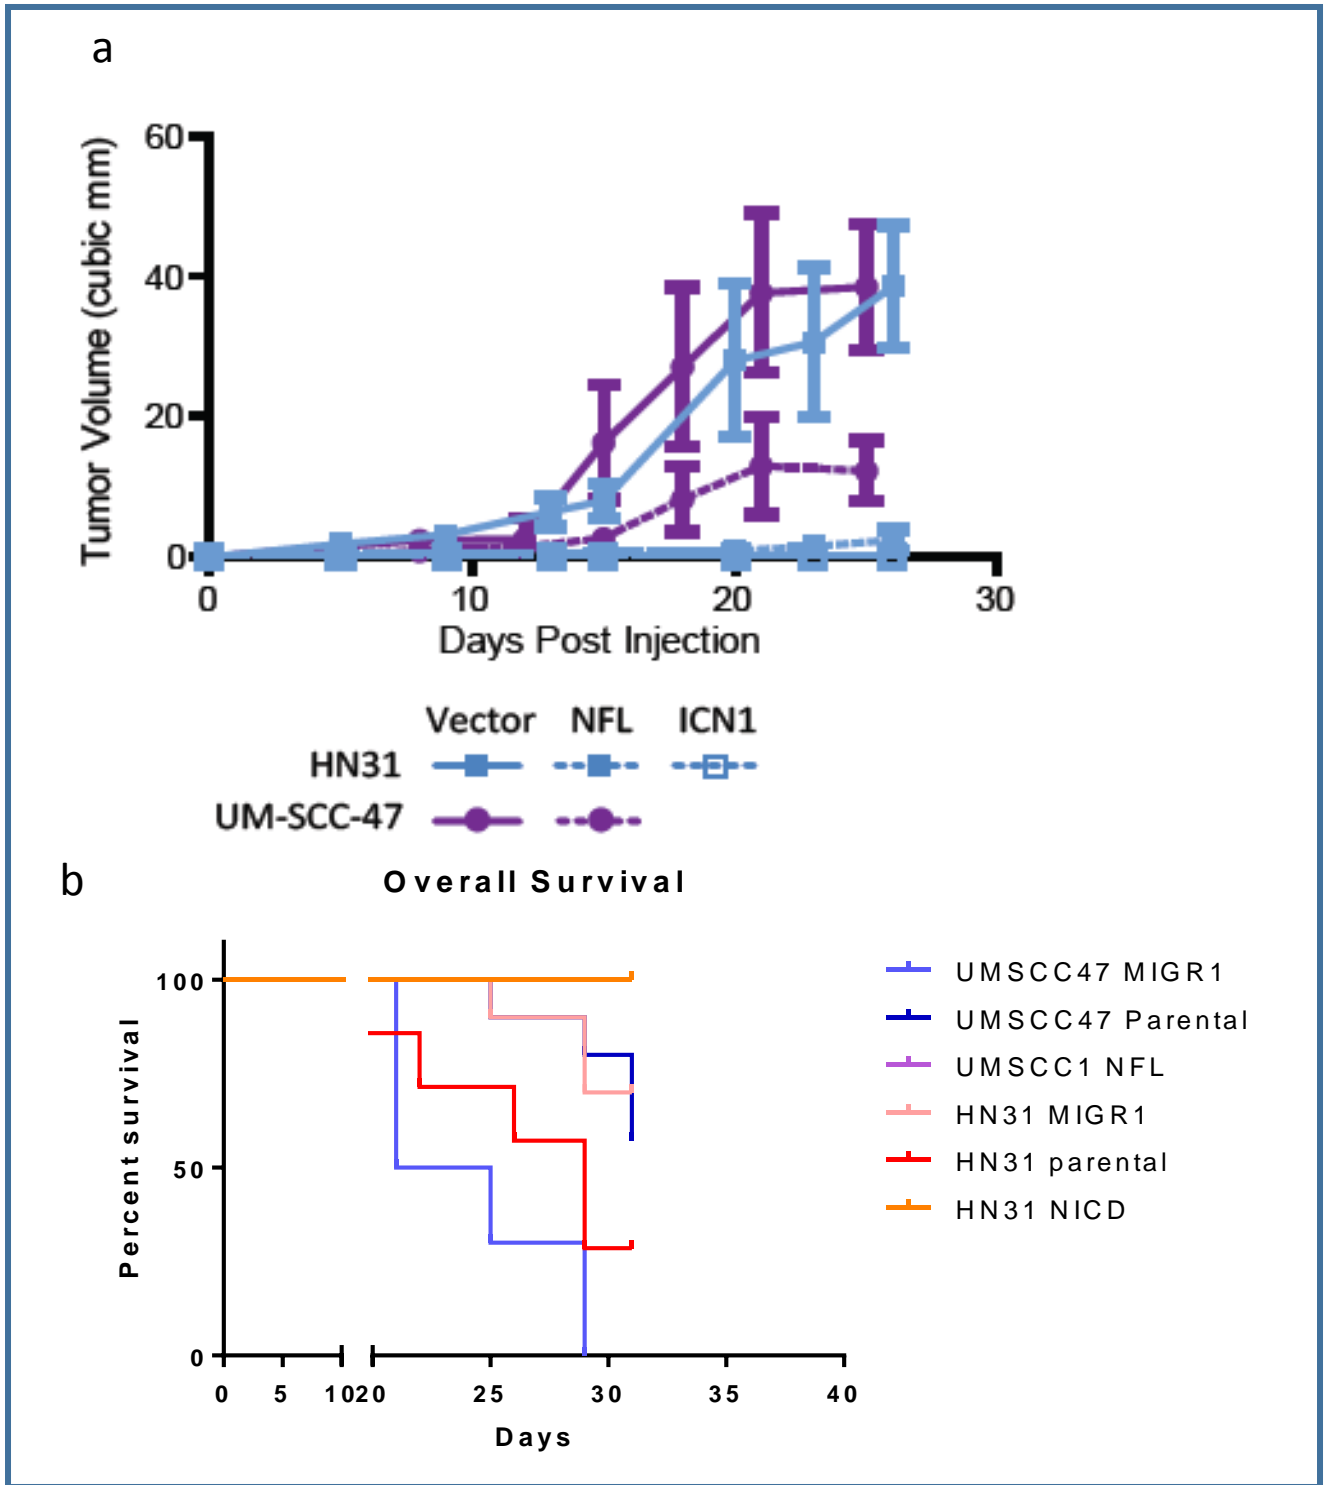 a
Tumor Volume (cubic mm)
60
40
20
0
0 10 20 30
Days Post Injection
Vector NFL ICN1
HN31
UM-SCC-47
b
Overall Survival
Percent survival
100
50
0
0 5 10 20 25 30 35 40
Days
UMSCC47 MIGR1
UMSCC47 Parental
UMSCC1 NFL
HN31 MIGR1
HN31 parental
HN31 NICD